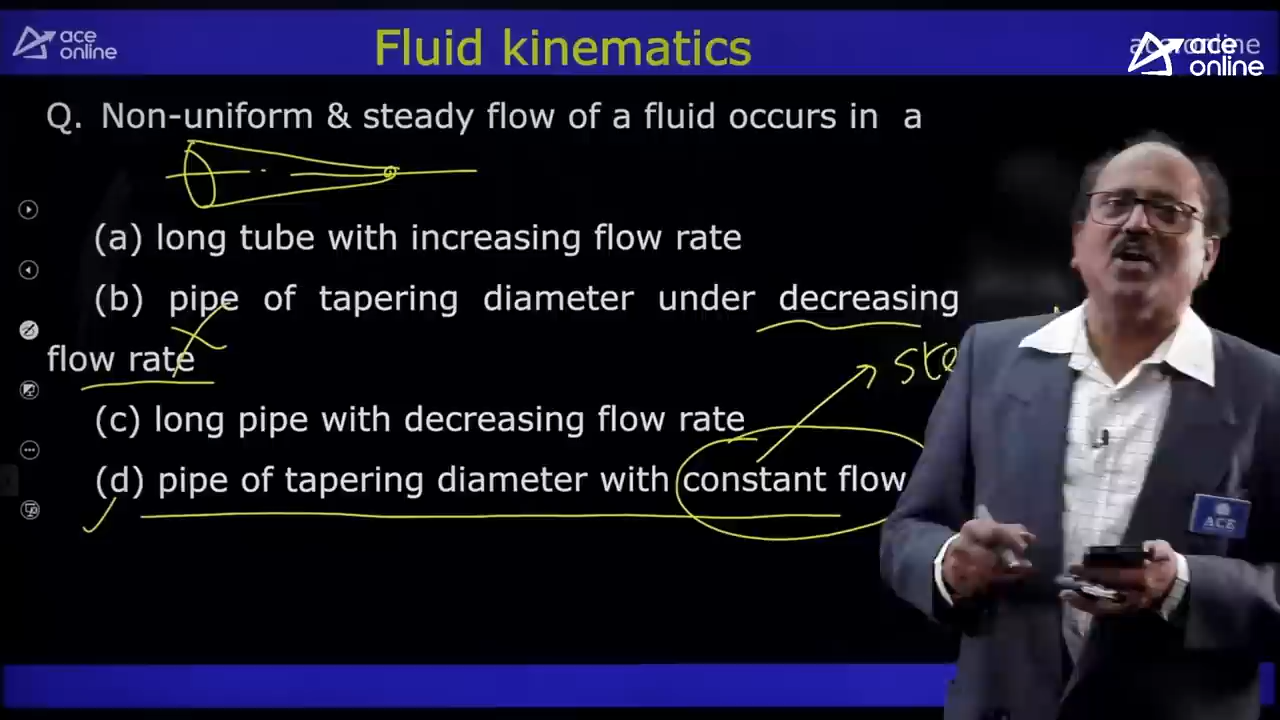 ace
online
Fluid kinematics
ace
online
Q. Non-uniform & steady flow of a fluid occurs in a
(a) long tube with increasing flow rate
(b) pipe of tapering diameter under decreasing
flow rate
(c) long pipe with decreasing flow rate
(d) pipe of tapering diameter with constant flow
ACE